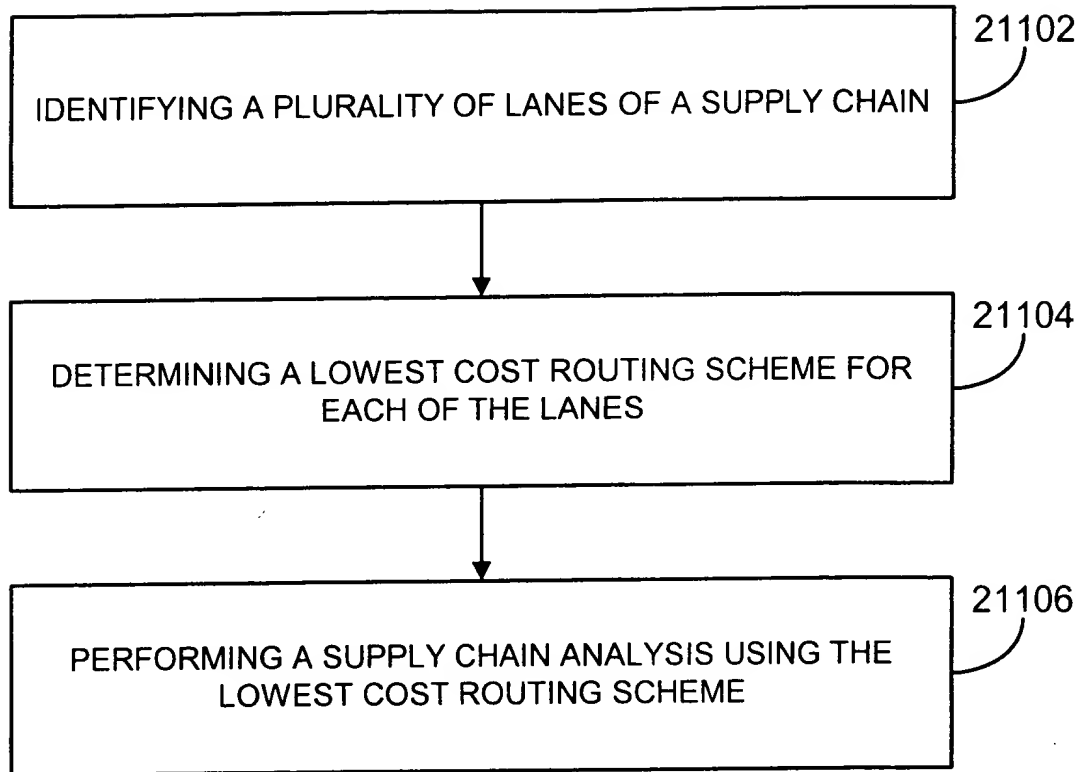 21102
IDENTIFYING A PLURALITY OF LANES OF A SUPPLY CHAIN
21104
DETERMINING A LOWEST COST ROUTING SCHEME FOR
EACH OF THE LANES
21106
PERFORMING A SUPPLY CHAIN ANALYSIS USING THE
LOWEST COST ROUTING SCHEME